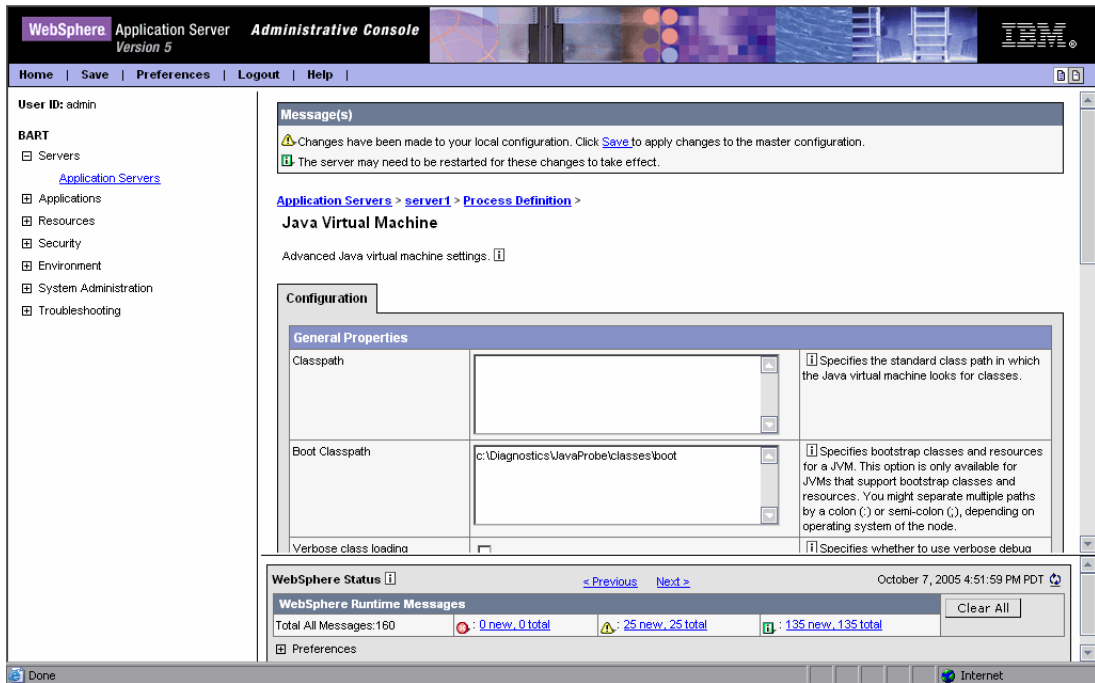 WebSphere Application Server Administrative Console
Version 5
IBM®
Home | Save | Preferences | Logout | Help |
User ID: admin
BART
Servers
Application Servers
Applications
Resources
Security
Environment
System Administration
Troubleshooting
Message(s)
Changes have been made to your local configuration. Click Save to apply changes to the master configuration.
The server may need to be restarted for these changes to take effect.
Application Servers > server1 > Process Definition >
Java Virtual Machine
Advanced Java virtual machine settings. i
Configuration
General Properties
Classpath
i Specifies the standard class path in which
the Java virtual machine looks for classes.
Boot Classpath
c:\Diagnostics\JavaProbe\classes\boot
i Specifies bootstrap classes and resources
for a JVM. This option is only available for
JVMs that support bootstrap classes and
resources. You might separate multiple paths
by a colon (:) or semi-colon (;), depending on
operating system of the node.
Verbose class loading
i Specifies whether to use verbose debug
WebSphere Status i
< Previous Next >
October 7, 2005 4:51:59 PM PDT
WebSphere Runtime Messages
Clear All
Total All Messages:160
: 0 new, 0 total
: 25 new, 25 total
: 135 new, 135 total
Preferences
Done
Internet